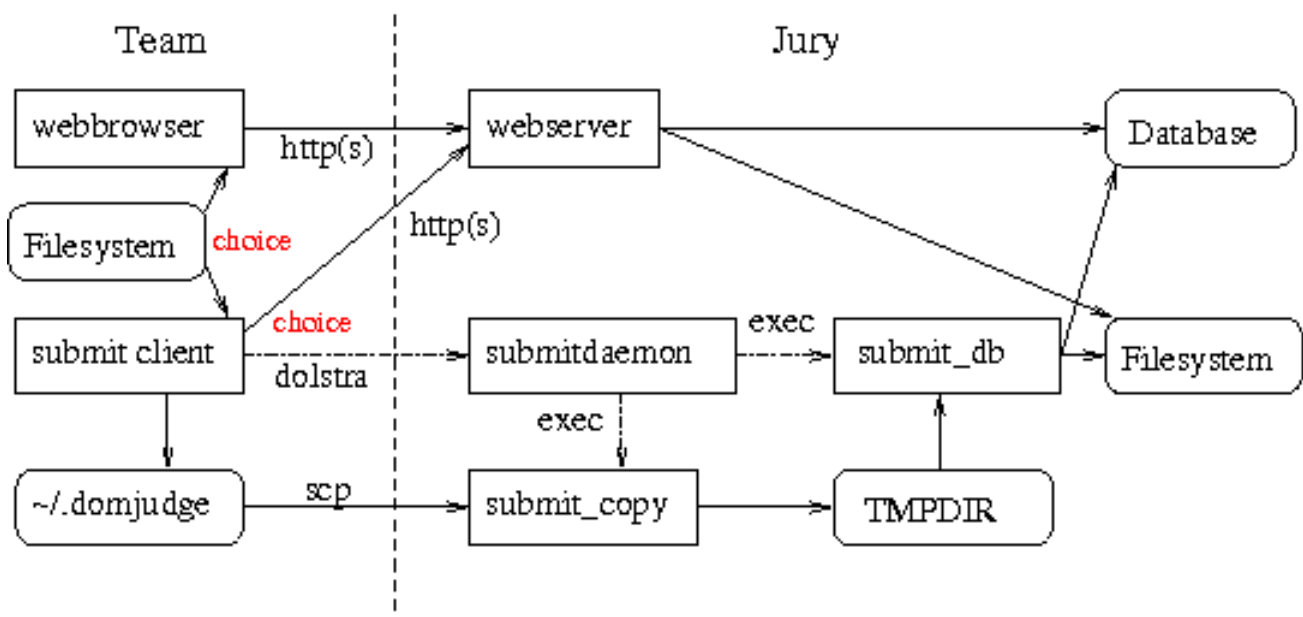 Team
Jury
webbrowser
http(s)
webserver
Database
Filesystem
choice
http(s)
submit client
choice
dolstra
submitdaemon
exec
submit_db
Filesystem
exec
~/.domjudge
scp
submit_copy
TMPDIR